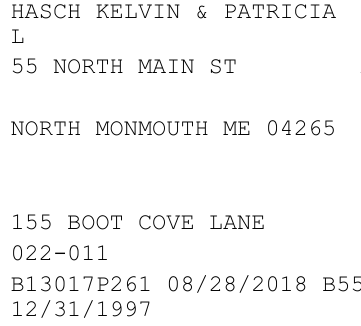 HASCH KELVIN & PATRICIA
L
55 NORTH MAIN ST
NORTH MONMOUTH ME 04265
155 BOOT COVE LANE
022-011
B13017P261 08/28/2018 B55
12/31/1997